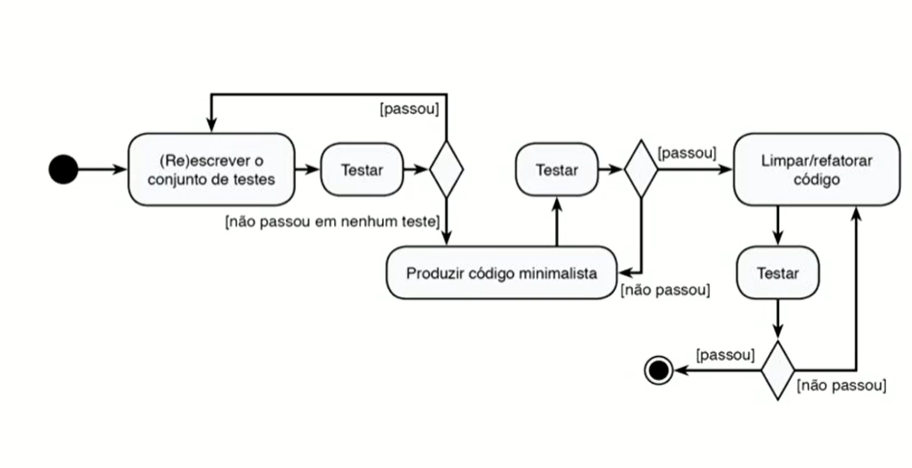 [passou]
(Re)escrever o
conjunto de testes
Testar
[não passou em nenhum teste]
Produzir código minimalista
Testar
[passou]
[não passou]
Limpar/refatorar
código
Testar
[passou]
[não passou]